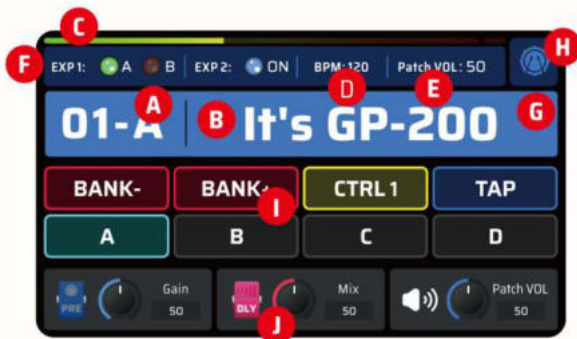 C
F EXP 1: A B EXP 2: ON BPM: 120 Patch VOL: 50 H
A D E
01-A B It's GP-200 G
BANK- BANK+ CTRL 1 TAP
I
A B C D
PRE Gain 50 DLY Mix 50 Patch VOL 50
J